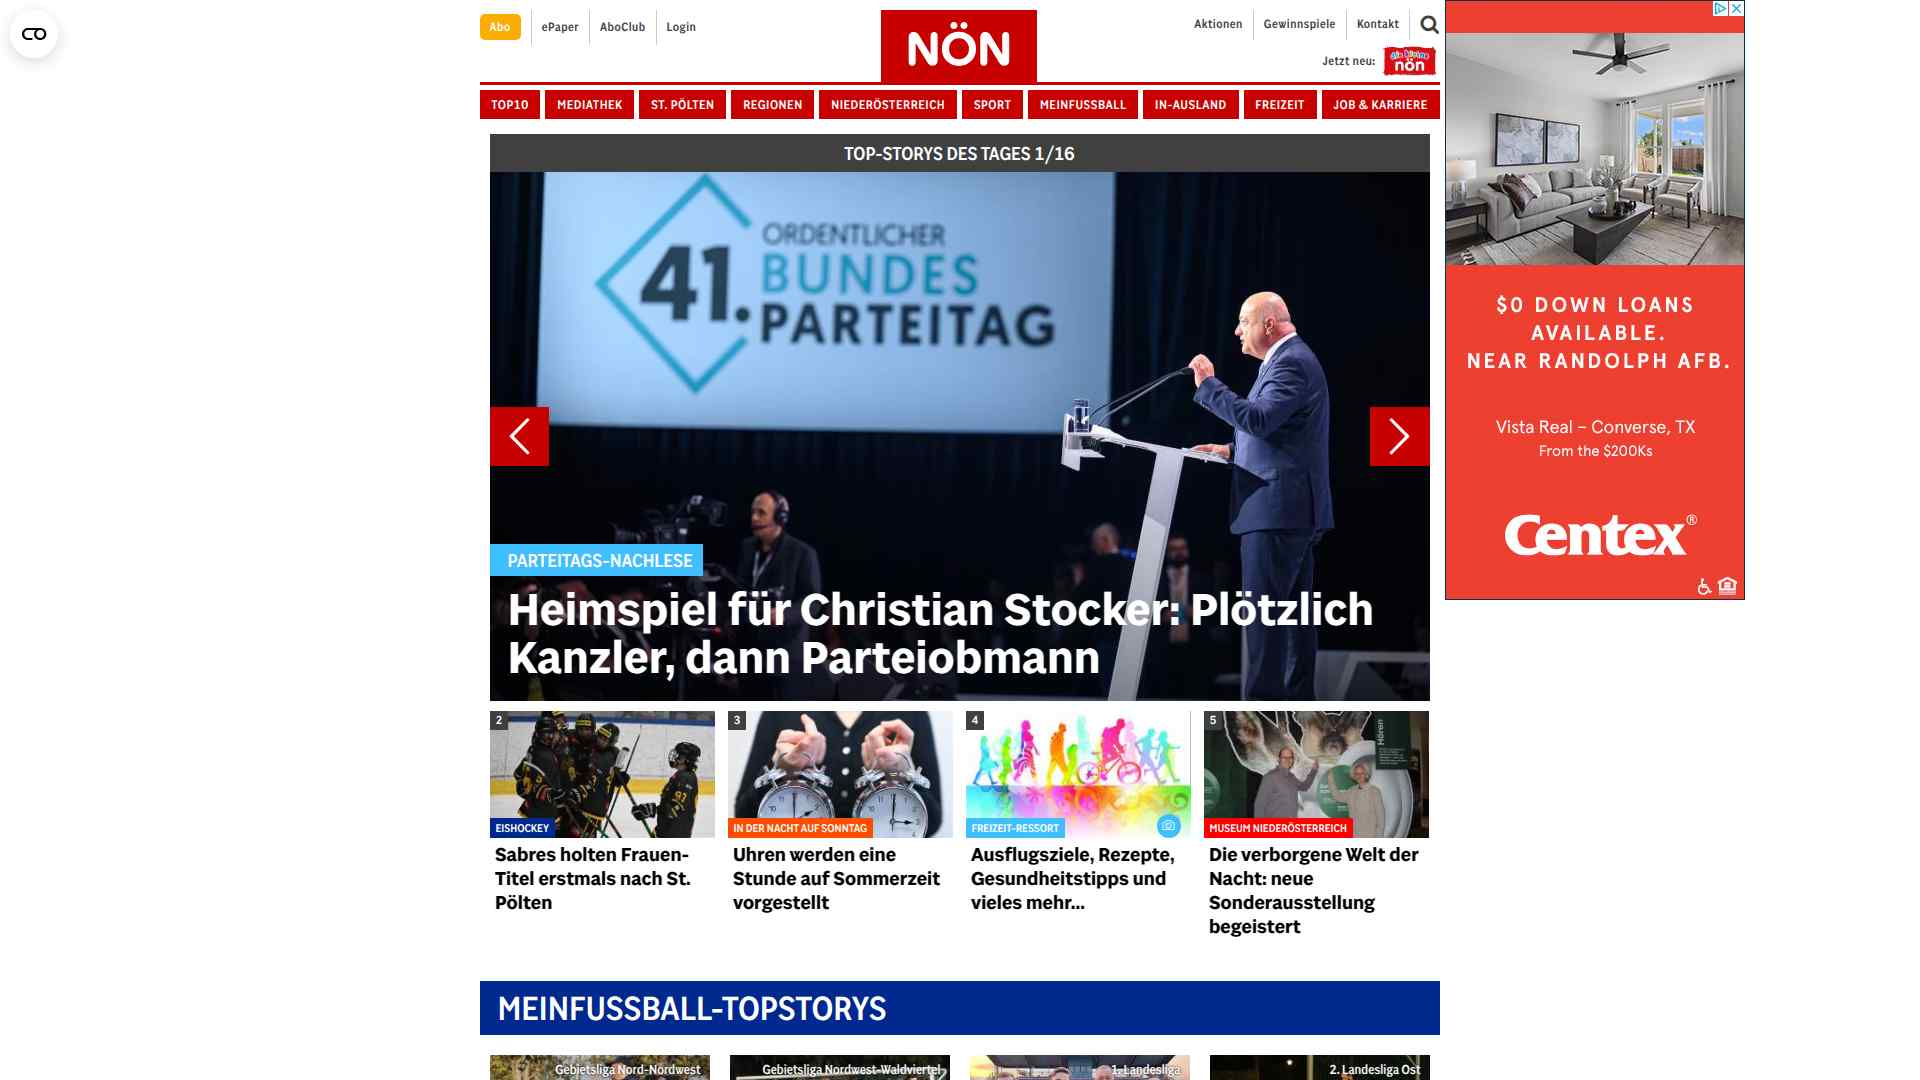 Abo
ePaper
AboClub
Login
NÖN
Aktionen
Gewinnspiele
Kontakt
Jetzt neu:
die kleine
nön
TOP10
MEDIATHEK
ST. PÖLTEN
REGIONEN
NIEDERÖSTERREICH
SPORT
MEINFUSSBALL
IN-AUSLAND
FREIZEIT
JOB & KARRIERE
TOP-STORYS DES TAGES 1/16
41.
ORDENTLICHER
BUNDES
PARTEITAG
PARTEITAGS-NACHLESE
Heimspiel für Christian Stocker: Plötzlich
Kanzler, dann Parteiobmann
2
EISHOCKEY
Sabres holten Frauen-
Titel erstmals nach St.
Pölten
3
IN DER NACHT AUF SONNTAG
Uhren werden eine
Stunde auf Sommerzeit
vorgestellt
4
FREIZEIT-RESSORT
Ausflugsziele, Rezepte,
Gesundheitstipps und
vieles mehr...
5
Hören
MUSEUM NIEDERÖSTERREICH
Die verborgene Welt der
Nacht: neue
Sonderausstellung
begeistert
MEINFUSSBALL-TOPSTORYS
Gebietsliga Nord-Nordwest
Gebietsliga Nordwest-Waldviertel
1. Landesliga
2. Landesliga Ost
$0 DOWN LOANS
AVAILABLE.
NEAR RANDOLPH AFB.
Vista Real – Converse, TX
From the $200Ks
Centex®